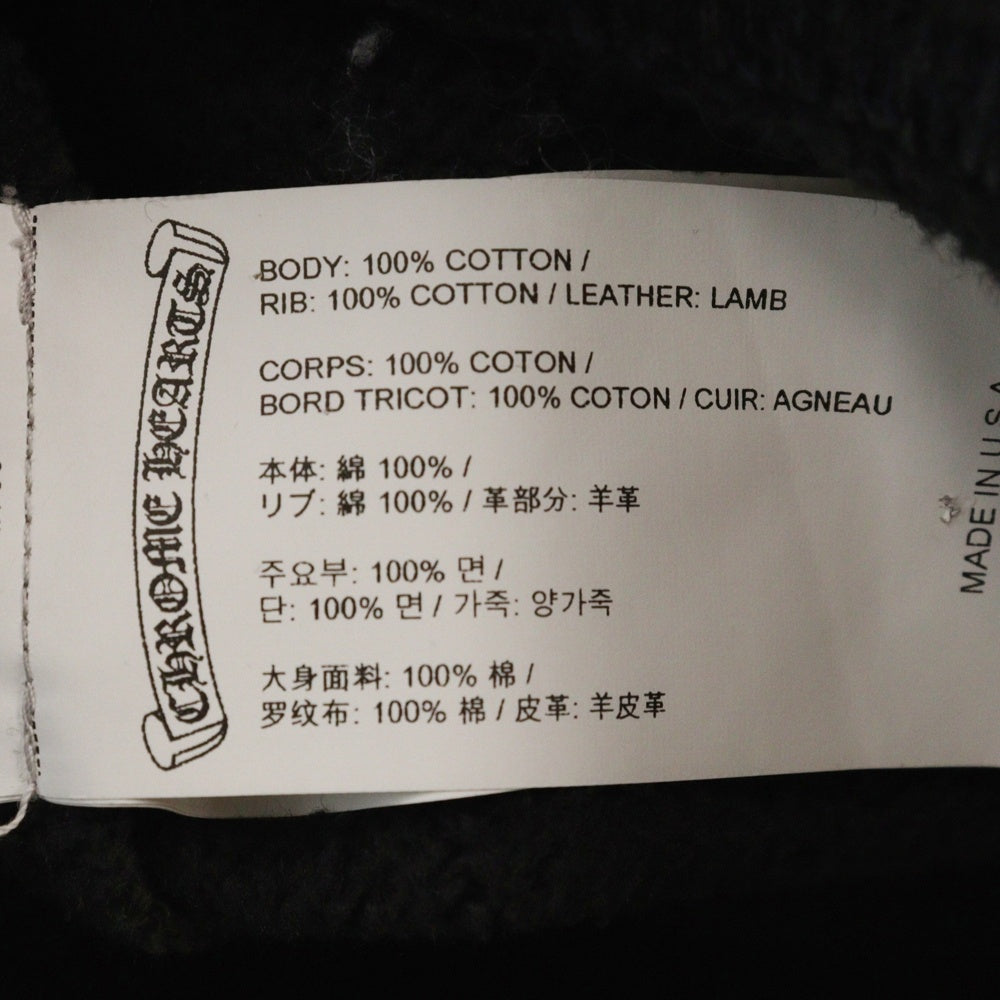 CHROME HEARTS
BODY: 100% COTTON /
RIB: 100% COTTON / LEATHER: LAMB
CORPS: 100% COTON /
BORD TRICOT: 100% COTON / CUIR: AGNEAU
本体: 綿 100% /
リブ: 綿 100% / 革部分: 羊革
주요부: 100% 면 /
단: 100% 면 / 가죽: 양가죽
大身面料: 100% 棉 /
罗纹布: 100% 棉 / 皮革: 羊皮革
MADE IN U.S.A